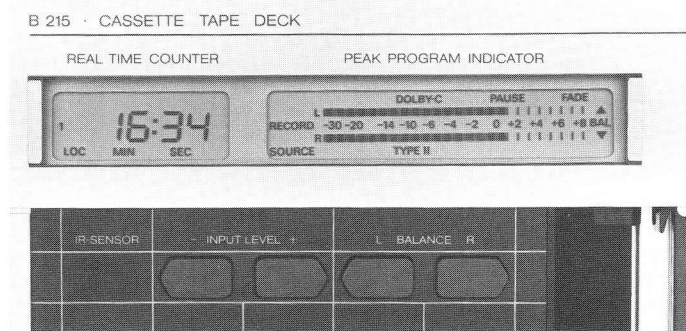 B 215 · CASSETTE TAPE DECK
REAL TIME COUNTER PEAK PROGRAM INDICATOR
DOLBY-C PAUSE FADE
L
1 16:34 RECORD -30 -20 -14 -10 -6 -4 -2 0 +2 +4 +6 +8 BAL
R
LOC MIN SEC SOURCE TYPE II
IR-SENSOR - INPUT LEVEL + L BALANCE R